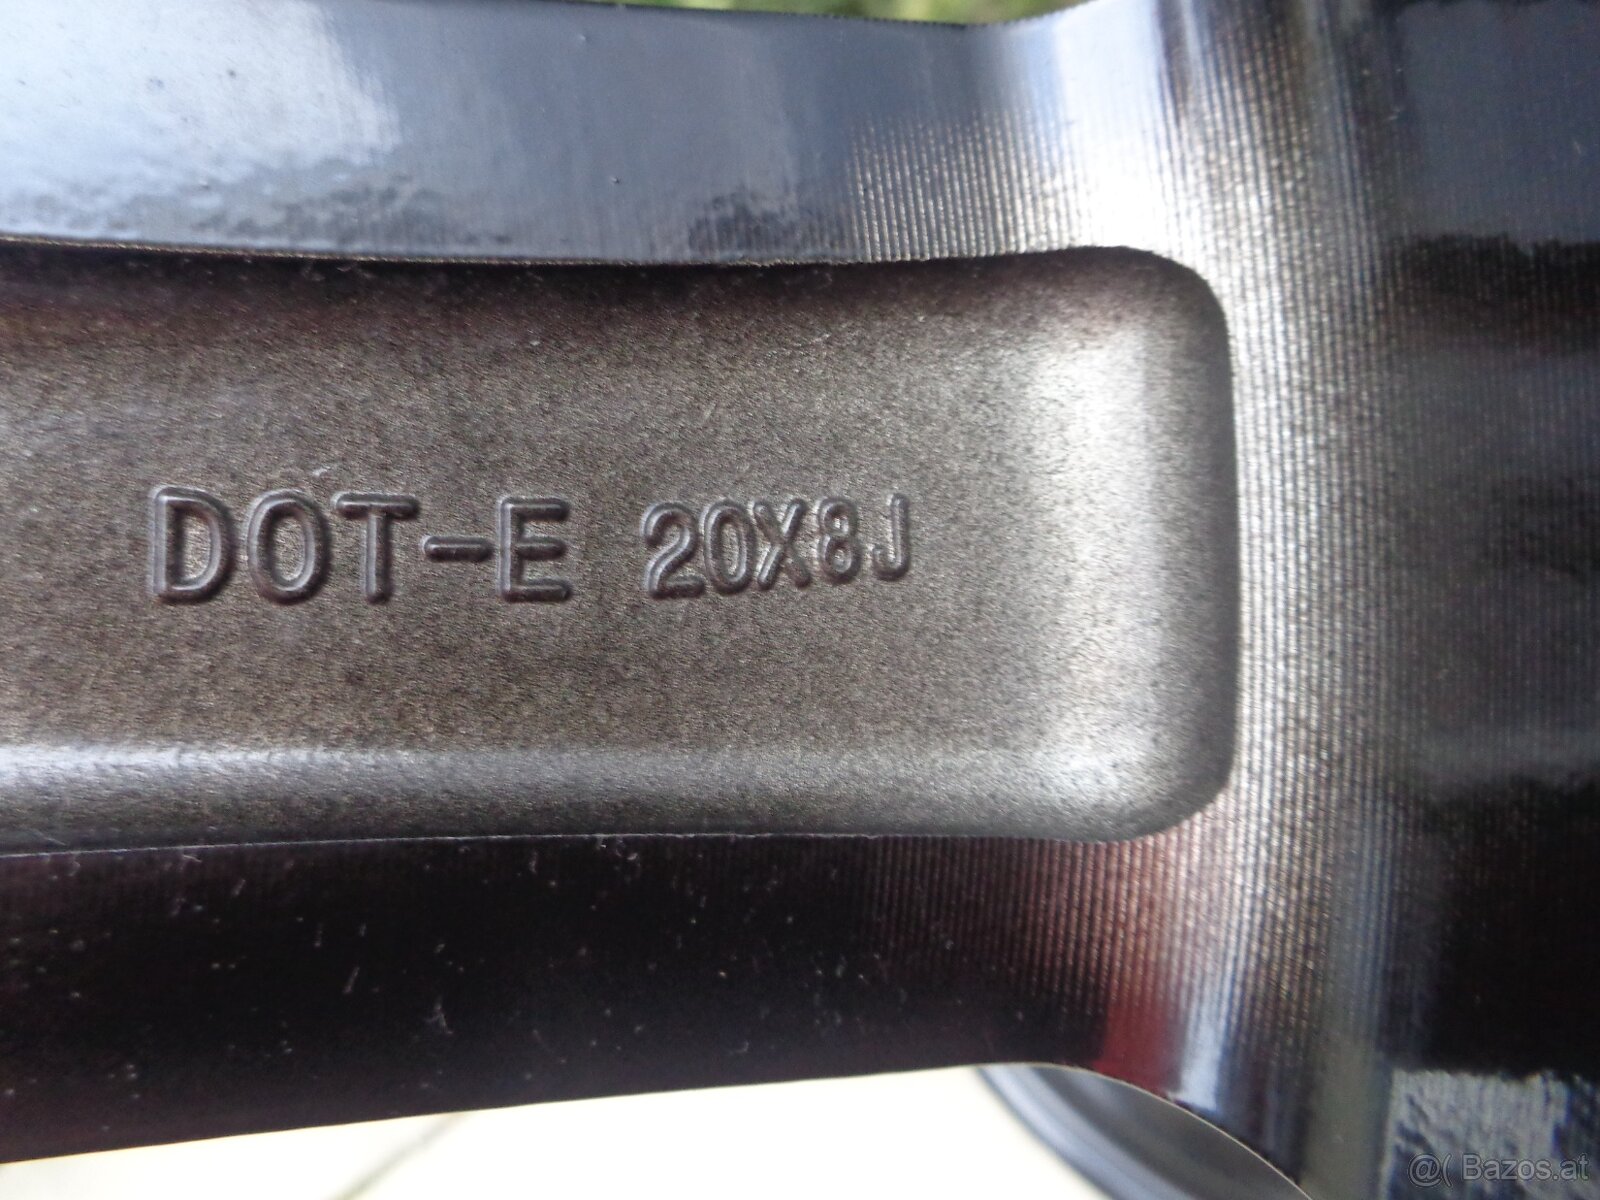 DOT-E 20X8J
@( Bazos.at